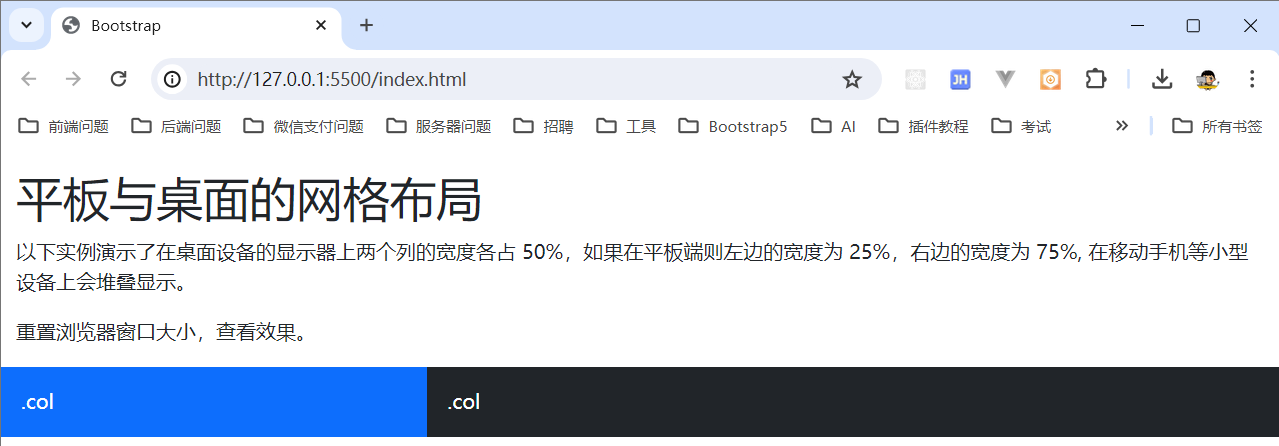 Bootstrap
http://127.0.0.1:5500/index.html
JH
前端问题 后端问题 微信支付问题 服务器问题 招聘 工具 Bootstrap5 AI 插件教程 考试 所有书签
平板与桌面的网格布局
以下实例演示了在桌面设备的显示器上两个列的宽度各占 50%，如果在平板端则左边的宽度为 25%，右边的宽度为 75%, 在移动手机等小型
设备上会堆叠显示。
重置浏览器窗口大小，查看效果。
.col .col